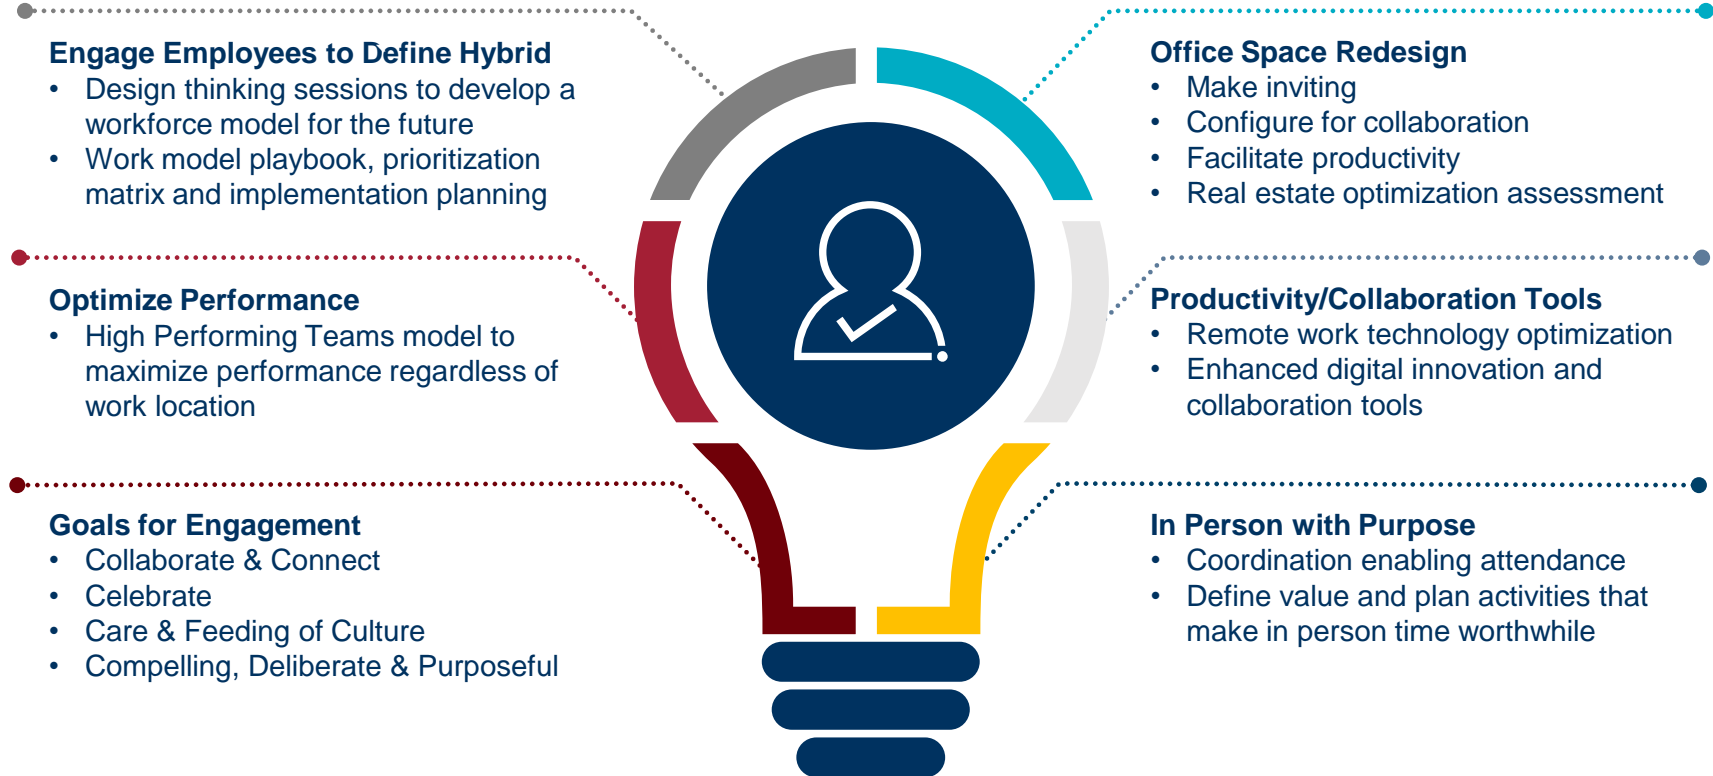 Engage Employees to Define Hybrid
• Design thinking sessions to develop a
workforce model for the future
• Work model playbook, prioritization
matrix and implementation planning
Optimize Performance
• High Performing Teams model to
maximize performance regardless of
work location
Goals for Engagement
• Collaborate & Connect
• Celebrate
• Care & Feeding of Culture
• Compelling, Deliberate & Purposeful
Office Space Redesign
• Make inviting
• Configure for collaboration
• Facilitate productivity
• Real estate optimization assessment
Productivity/Collaboration Tools
• Remote work technology optimization
• Enhanced digital innovation and
collaboration tools
In Person with Purpose
• Coordination enabling attendance
• Define value and plan activities that
make in person time worthwhile